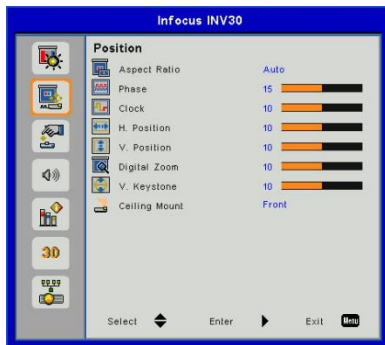 Infocus INV30
Position
Aspect Ratio Auto
Phase 15
Clock 10
H. Position 10
V. Position 10
Digital Zoom 10
V. Keystone 10
Ceiling Mount Front
3D
Select Enter Exit Menu